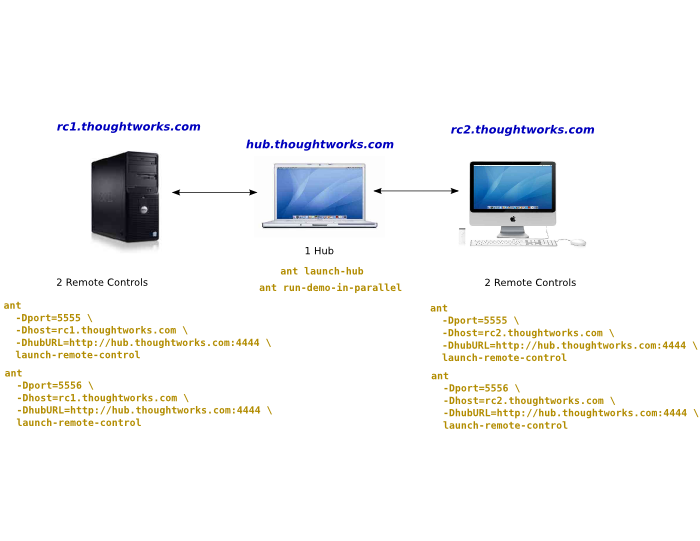 rc1.thoughtworks.com
hub.thoughtworks.com
rc2.thoughtworks.com
1 Hub
ant launch-hub
ant run-demo-in-parallel
2 Remote Controls
ant
-Dport=5555 \
-Dhost=rc1.thoughtworks.com \
-DhubURL=http://hub.thoughtworks.com:4444 \
launch-remote-control
ant
-Dport=5556 \
-Dhost=rc1.thoughtworks.com \
-DhubURL=http://hub.thoughtworks.com:4444 \
launch-remote-control
2 Remote Controls
ant
-Dport=5555 \
-Dhost=rc2.thoughtworks.com \
-DhubURL=http://hub.thoughtworks.com:4444 \
launch-remote-control
ant
-Dport=5556 \
-Dhost=rc2.thoughtworks.com \
-DhubURL=http://hub.thoughtworks.com:4444 \
launch-remote-control